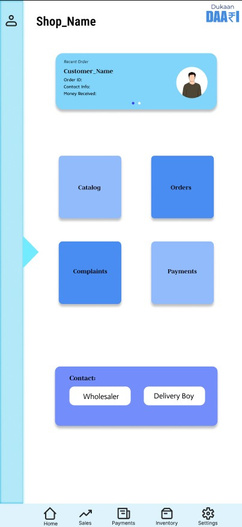 Dukaan
DAA₹I
Shop_Name
Recent Order
Customer_Name
Order ID:
Contact Info:
Money Received:
Catalog
Orders
Complaints
Payments
Contact:
Wholesaler
Delivery Boy
Home
Sales
Payments
Inventory
Settings